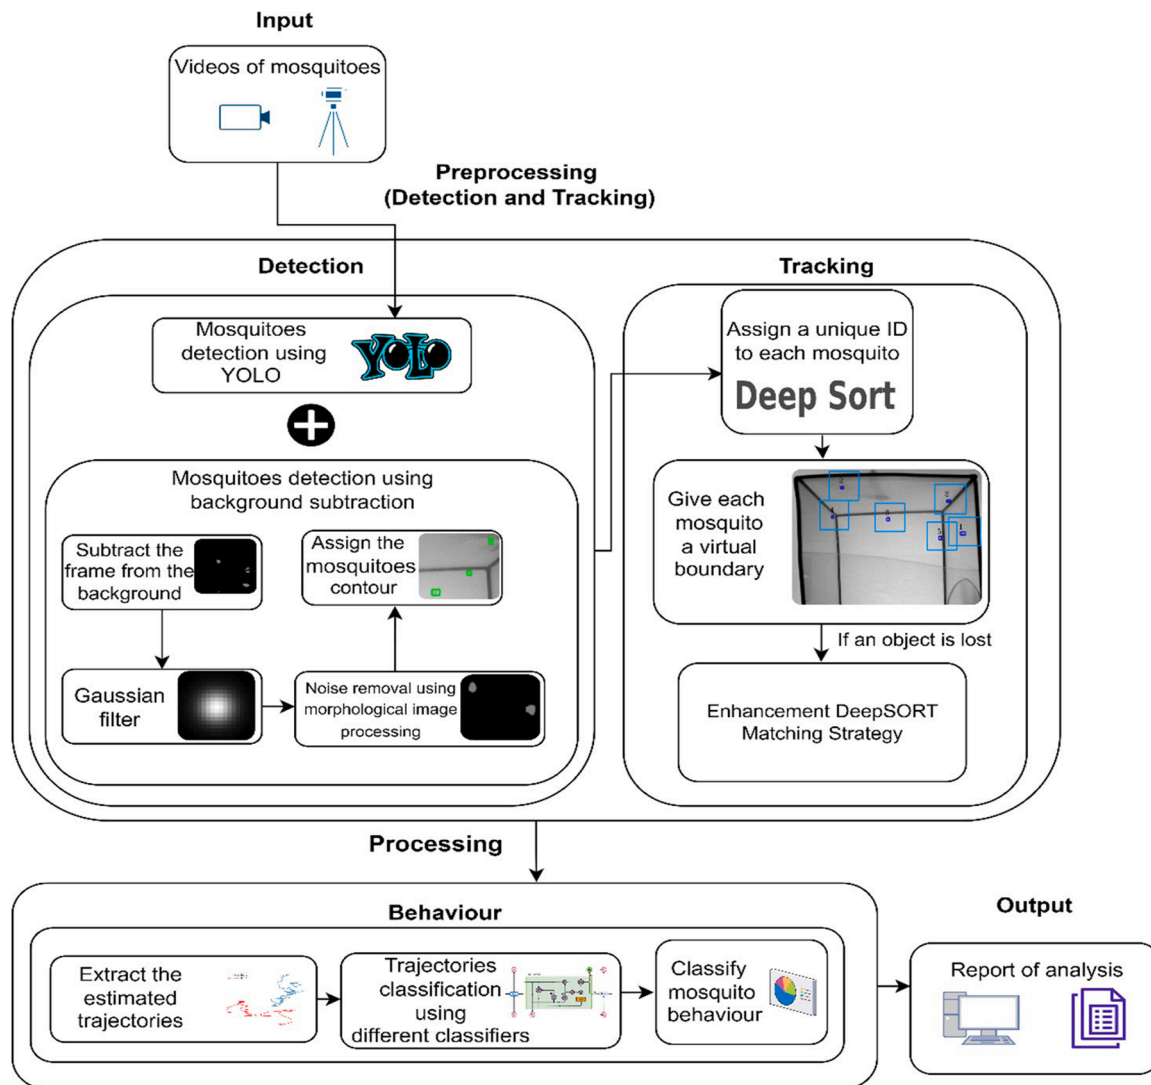 Input
Videos of mosquitoes
Preprocessing
(Detection and Tracking)
Detection
Mosquitoes
detection using
YOLO
YOLO
Mosquitoes detection using
background subtraction
Subtract the
frame from the
background
Assign the
mosquitoes
contour
Gaussian
filter
Noise removal using
morphological image
processing
Tracking
Assign a unique ID
to each mosquito
Deep Sort
Give each
mosquito
a virtual
boundary
If an object is lost
Enhancement DeepSORT
Matching Strategy
Processing
Behaviour
Extract the
estimated
trajectories
Trajectories
classification
using
different classifiers
Classify
mosquito
behaviour
Output
Report of analysis